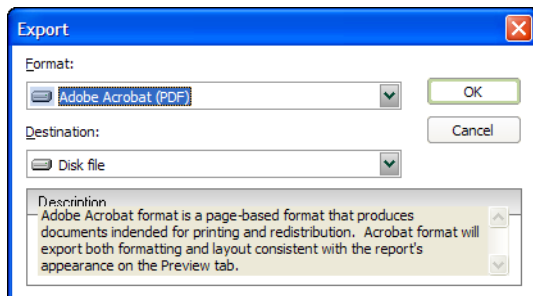 Export
Format:
Adobe Acrobat (PDF)
OK
Destination:
Cancel
Disk file
Description
Adobe Acrobat format is a page-based format that produces
documents indended for printing and redistribution. Acrobat format will
export both formatting and layout consistent with the report's
appearance on the Preview tab.